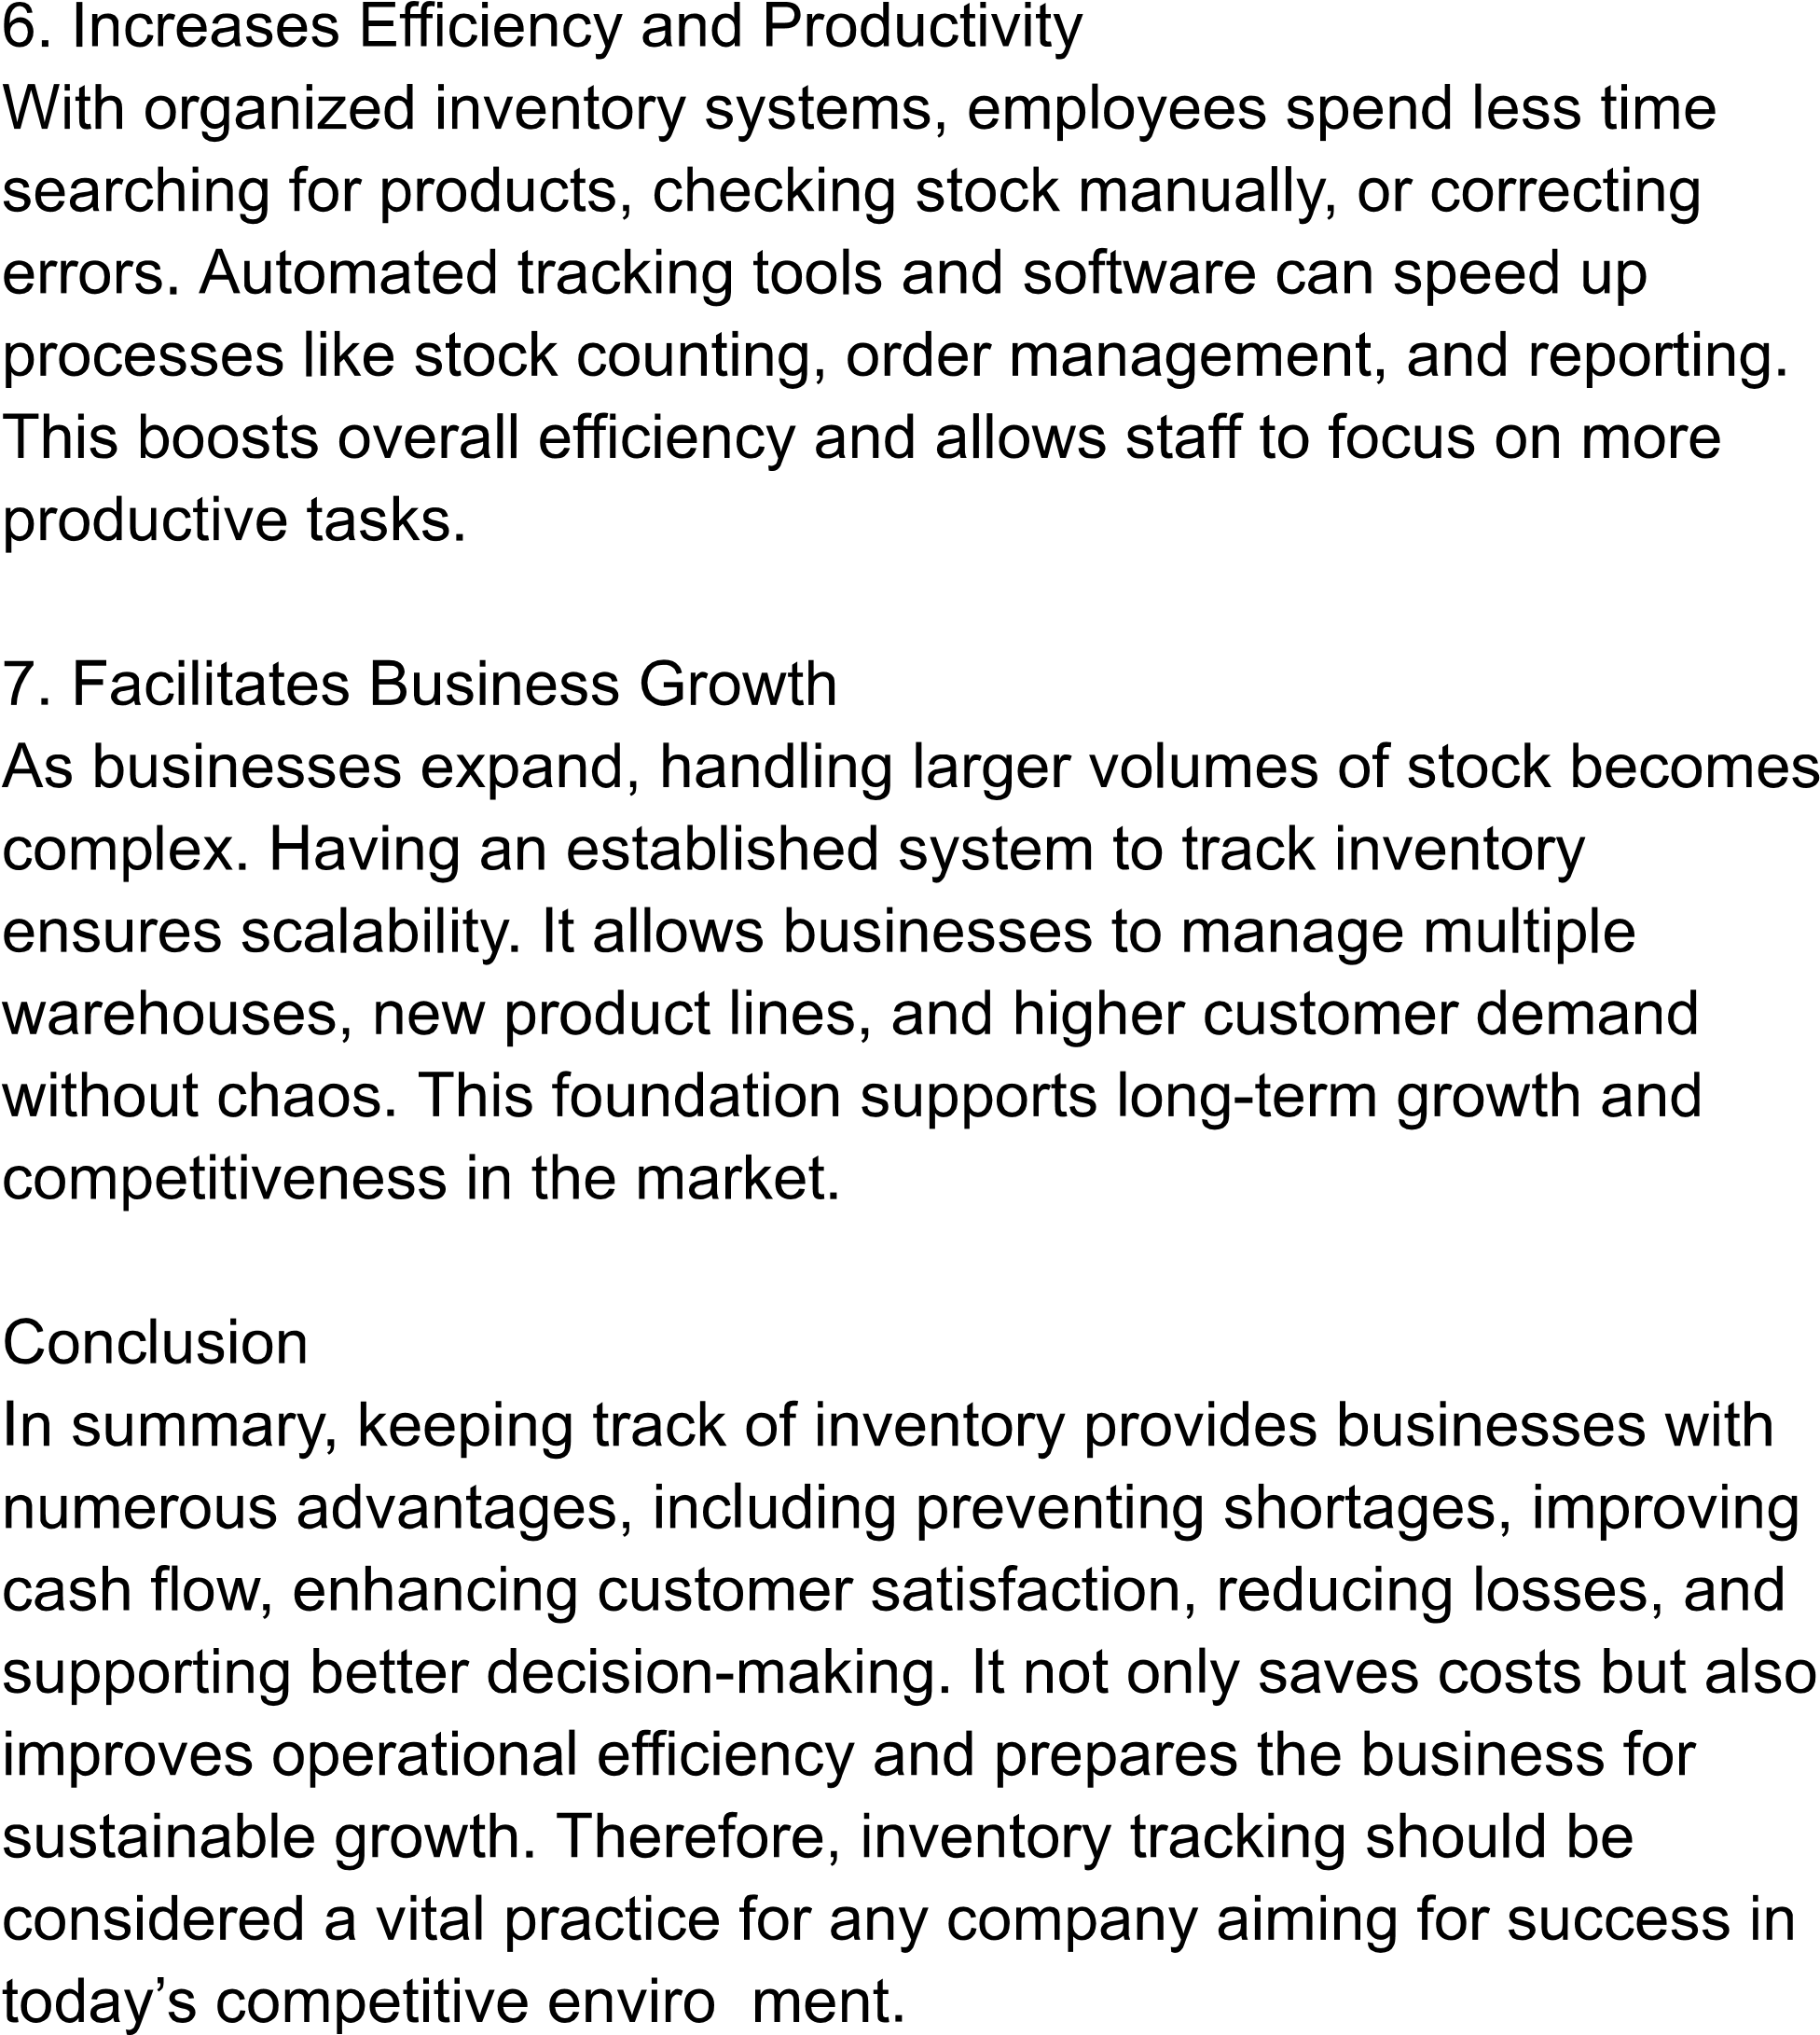 6. Increases Efficiency and Productivity
With organized inventory systems, employees spend less time
searching for products, checking stock manually, or correcting
errors. Automated tracking tools and software can speed up
processes like stock counting, order management, and reporting.
This boosts overall efficiency and allows staff to focus on more
productive tasks.

7. Facilitates Business Growth
As businesses expand, handling larger volumes of stock becomes
complex. Having an established system to track inventory
ensures scalability. It allows businesses to manage multiple
warehouses, new product lines, and higher customer demand
without chaos. This foundation supports long-term growth and
competitiveness in the market.

Conclusion
In summary, keeping track of inventory provides businesses with
numerous advantages, including preventing shortages, improving
cash flow, enhancing customer satisfaction, reducing losses, and
supporting better decision-making. It not only saves costs but also
improves operational efficiency and prepares the business for
sustainable growth. Therefore, inventory tracking should be
considered a vital practice for any company aiming for success in
today’s competitive enviro  ment.